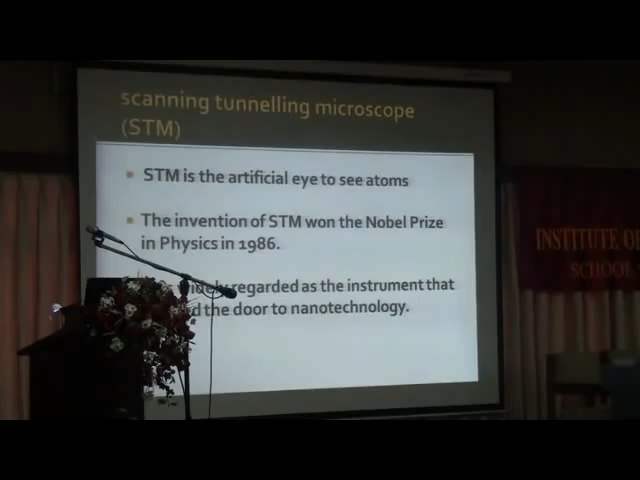 scanning tunnelling microscope
(STM)
STM is the artificial eye to see atoms
The invention of STM won the Nobel Prize
in Physics in 1986.
widely regarded as the instrument that
the door to nanotechnology.
INSTITUTE OF
SCHOOL